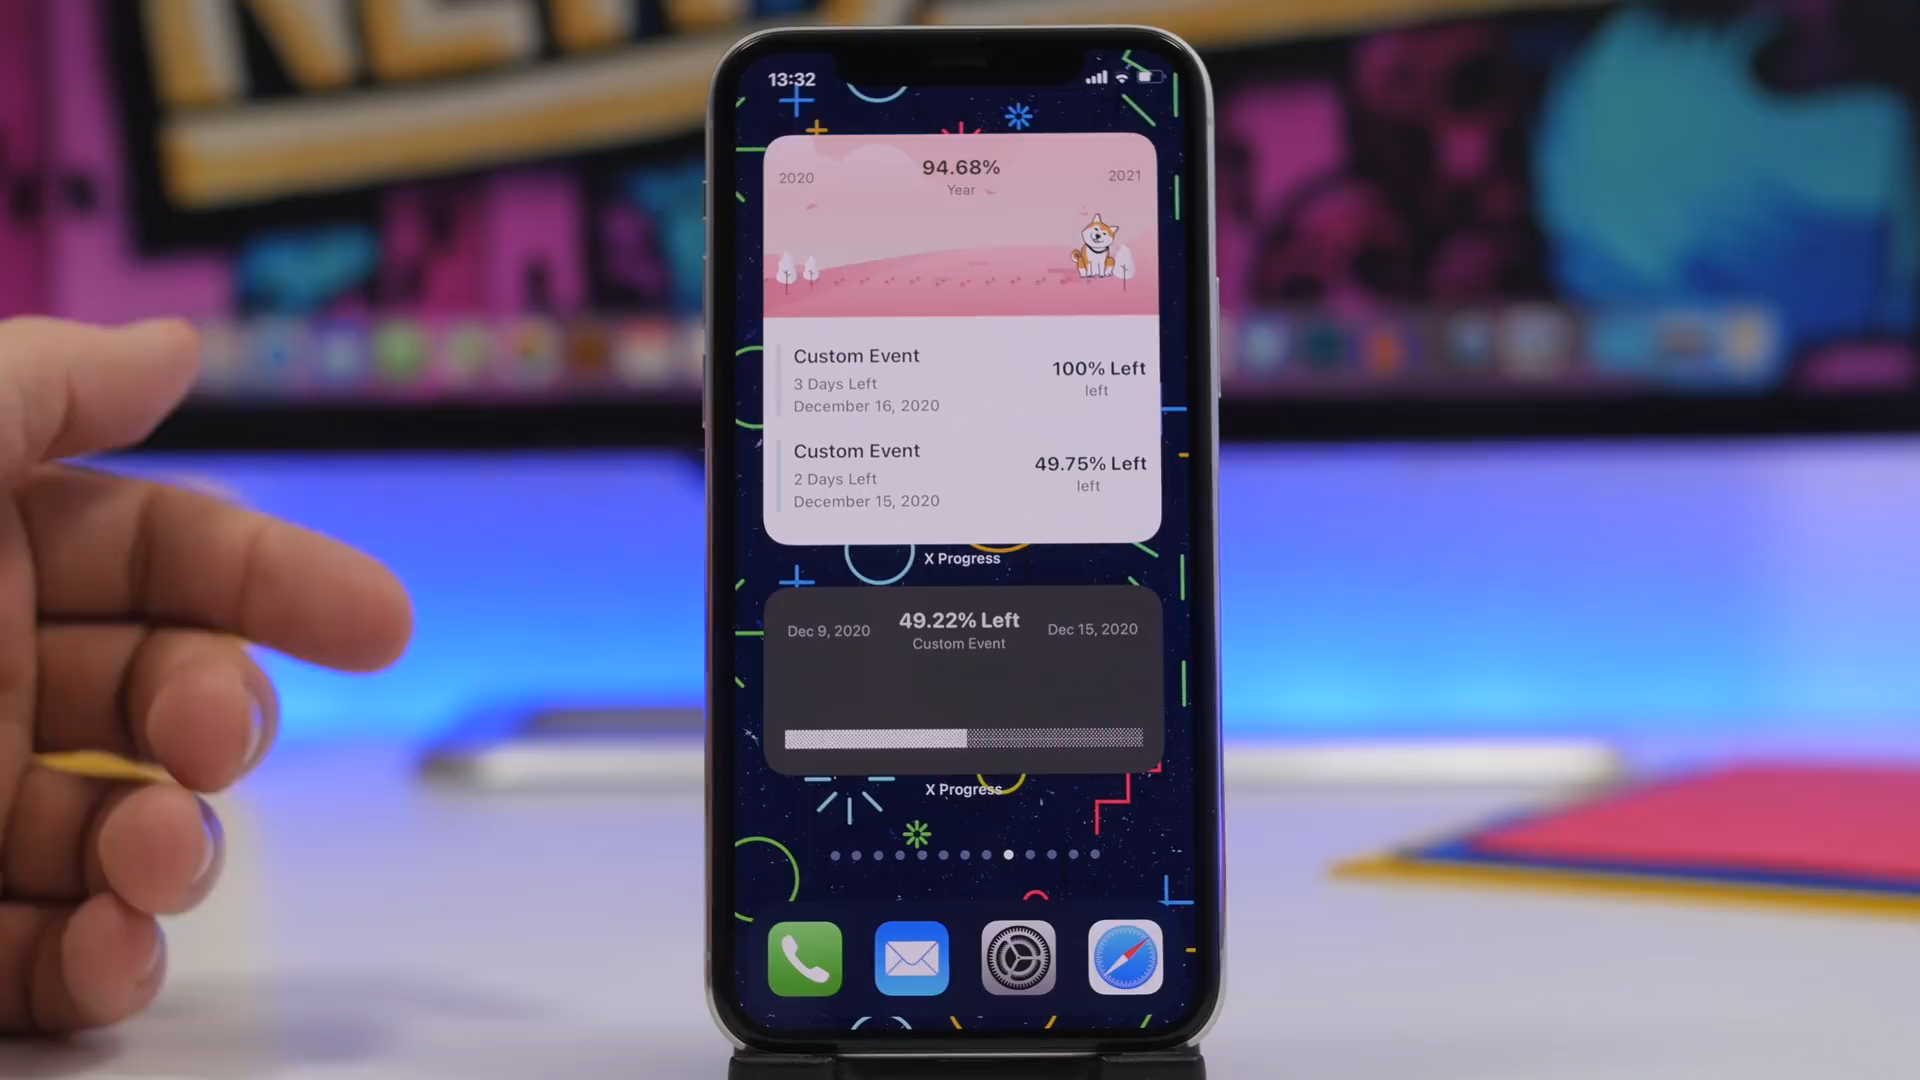 NEWS
13:32
2020
94.68%
2021
Year
Custom Event
3 Days Left
December 16, 2020
100% Left
left
Custom Event
2 Days Left
December 15, 2020
49.75% Left
left
X Progress
Dec 9, 2020
49.22% Left
Dec 15, 2020
Custom Event
X Progress